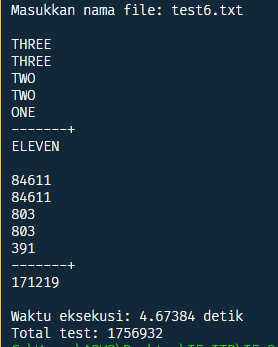 Masukkan nama file: test6.txt
THREE
THREE
TWO
TWO
ONE
-------+
ELEVEN
84611
84611
803
803
391
-------+
171219
Waktu eksekusi: 4.67384 detik
Total test: 1756932